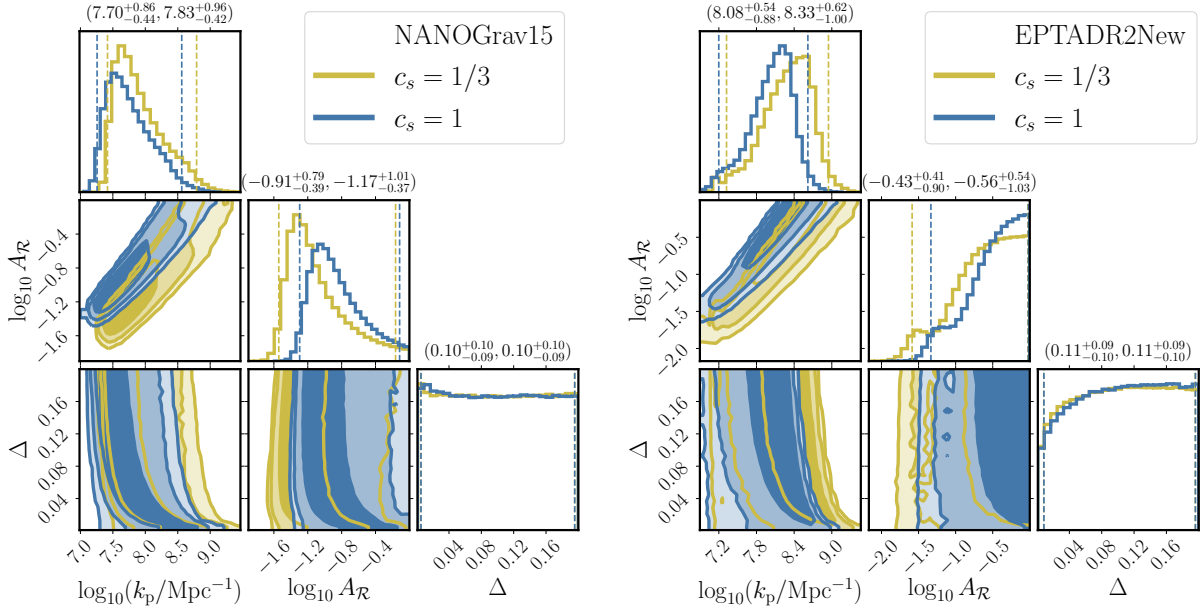 (7.70^{+0.86}_{-0.44}, 7.83^{+0.96}_{-0.42})
NANOGrav15
c_s = 1/3
c_s = 1
(−0.91^{+0.79}_{-0.39}, −1.17^{+1.01}_{-0.37})
log_{10} A_ℛ
−0.4
−0.8
−1.2
−1.6
(0.10^{+0.10}_{-0.09}, 0.10^{+0.10}_{-0.09})
Δ
0.16
0.12
0.08
0.04
7.0 7.5 8.0 8.5 9.0
−1.6 −1.2 −0.8 −0.4
0.04 0.08 0.12 0.16
log_{10}(k_p/Mpc^{−1})
log_{10} A_ℛ
Δ
(8.08^{+0.54}_{-0.88}, 8.33^{+0.62}_{-1.00})
EPTADR2New
c_s = 1/3
c_s = 1
(−0.43^{+0.41}_{-0.90}, −0.56^{+0.54}_{-1.03})
log_{10} A_ℛ
−0.5
−1.0
−1.5
−2.0
(0.11^{+0.09}_{-0.10}, 0.11^{+0.09}_{-0.10})
Δ
0.16
0.12
0.08
0.04
7.2 7.8 8.4 9.0
−2.0 −1.5 −1.0 −0.5
0.04 0.08 0.12 0.16
log_{10}(k_p/Mpc^{−1})
log_{10} A_ℛ
Δ